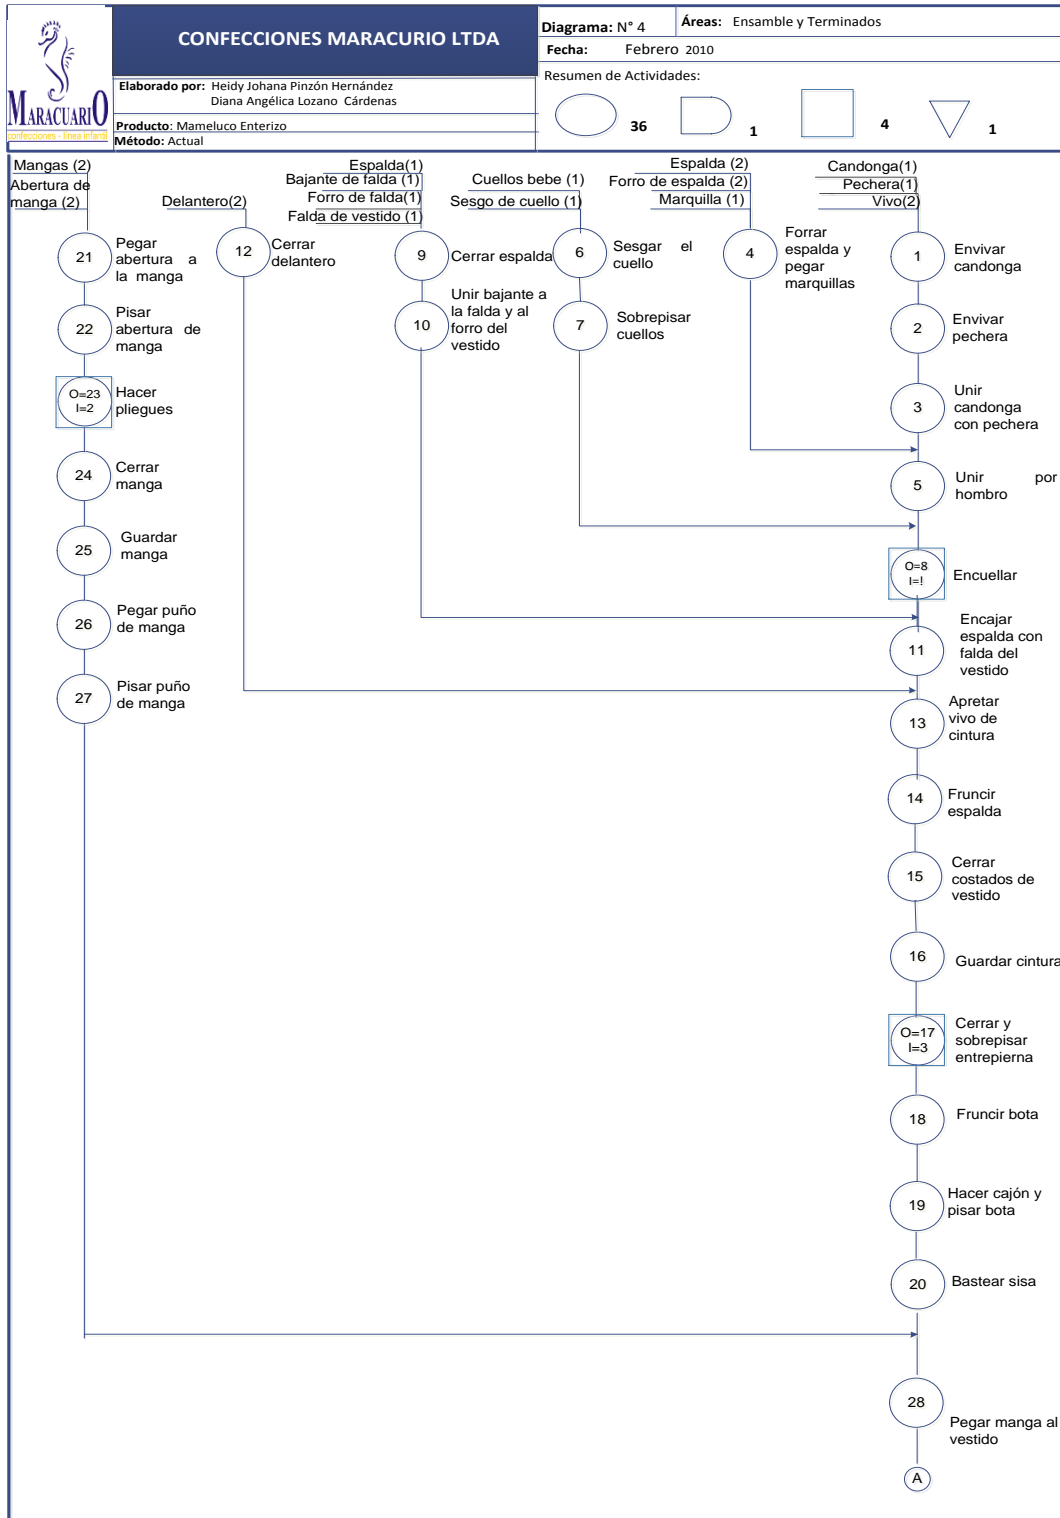 MARACUARIO
confecciones - línea infantil
CONFECCIONES MARACURIO LTDA
Elaborado por: Heidy Johana Pinzón Hernández
Diana Angélica Lozano Cárdenas
Producto: Mameluco Enterizo
Método: Actual
Diagrama: N° 4
Áreas: Ensamble y Terminados
Fecha: Febrero 2010
Resumen de Actividades:
36
1
4
1
Mangas (2)
Abertura de
manga (2)
Delantero(2)
Espalda(1)
Bajante de falda (1)
Forro de falda(1)
Falda de vestido (1)
Cuellos bebe (1)
Sesgo de cuello (1)
Espalda (2)
Forro de espalda (2)
Marquilla (1)
Candonga(1)
Pechera(1)
Vivo(2)
21
Pegar
abertura a
la manga
22
Pisar
abertura de
manga
O=23
I=2
Hacer
pliegues
24
Cerrar
manga
25
Guardar
manga
26
Pegar puño
de manga
27
Pisar puño
de manga
12
Cerrar
delantero
9
Cerrar espalda
10
Unir bajante a
la falda y al
forro del
vestido
6
Sesgar el
cuello
7
Sobrepisar
cuellos
4
Forrar
espalda y
pegar
marquillas
1
Envivar
candonga
2
Envivar
pechera
3
Unir
candonga
con pechera
5
Unir por
hombro
O=8
I=!
Encuellar
11
Encajar
espalda con
falda del
vestido
13
Apretar
vivo de
cintura
14
Fruncir
espalda
15
Cerrar
costados de
vestido
16
Guardar cintura
O=17
I=3
Cerrar y
sobrepisar
entrepierna
18
Fruncir bota
19
Hacer cajón y
pisar bota
20
Bastear sisa
28
Pegar manga al
vestido
A